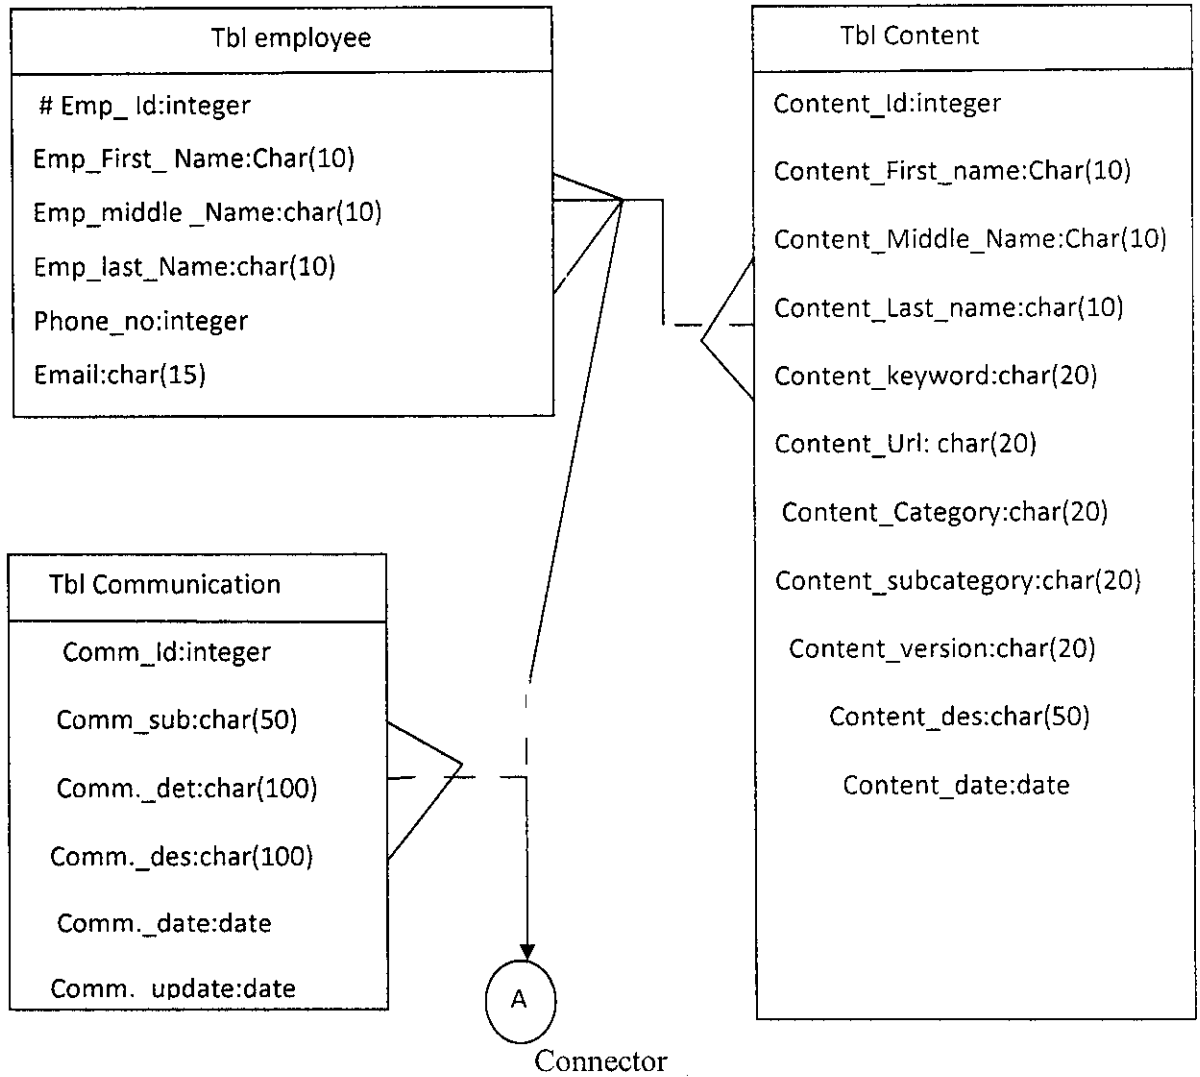 Tbl employee
# Emp_ Id:integer
Emp_First_ Name:Char(10)
Emp_middle _Name:char(10)
Emp_last_Name:char(10)
Phone_no:integer
Email:char(15)
Tbl Content
Content_Id:integer
Content_First_name:Char(10)
Content_Middle_Name:Char(10)
Content_Last_name:char(10)
Content_keyword:char(20)
Content_Url: char(20)
Content_Category:char(20)
Content_subcategory:char(20)
Content_version:char(20)
Content_des:char(50)
Content_date:date
Tbl Communication
Comm_Id:integer
Comm_sub:char(50)
Comm._det:char(100)
Comm._des:char(100)
Comm._date:date
Comm._update:date
A
Connector